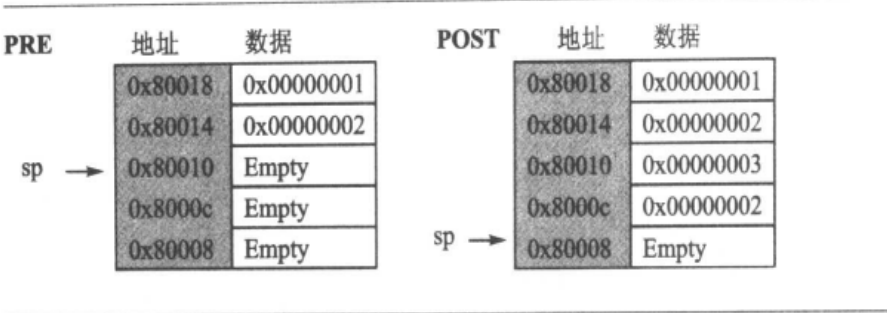 PRE 地址 数据 POST 地址 数据
0x80018 0x00000001 0x80018 0x00000001
0x80014 0x00000002 0x80014 0x00000002
sp 0x80010 Empty 0x80010 0x00000003
0x8000c Empty 0x8000c 0x00000002
0x80008 Empty sp 0x80008 Empty